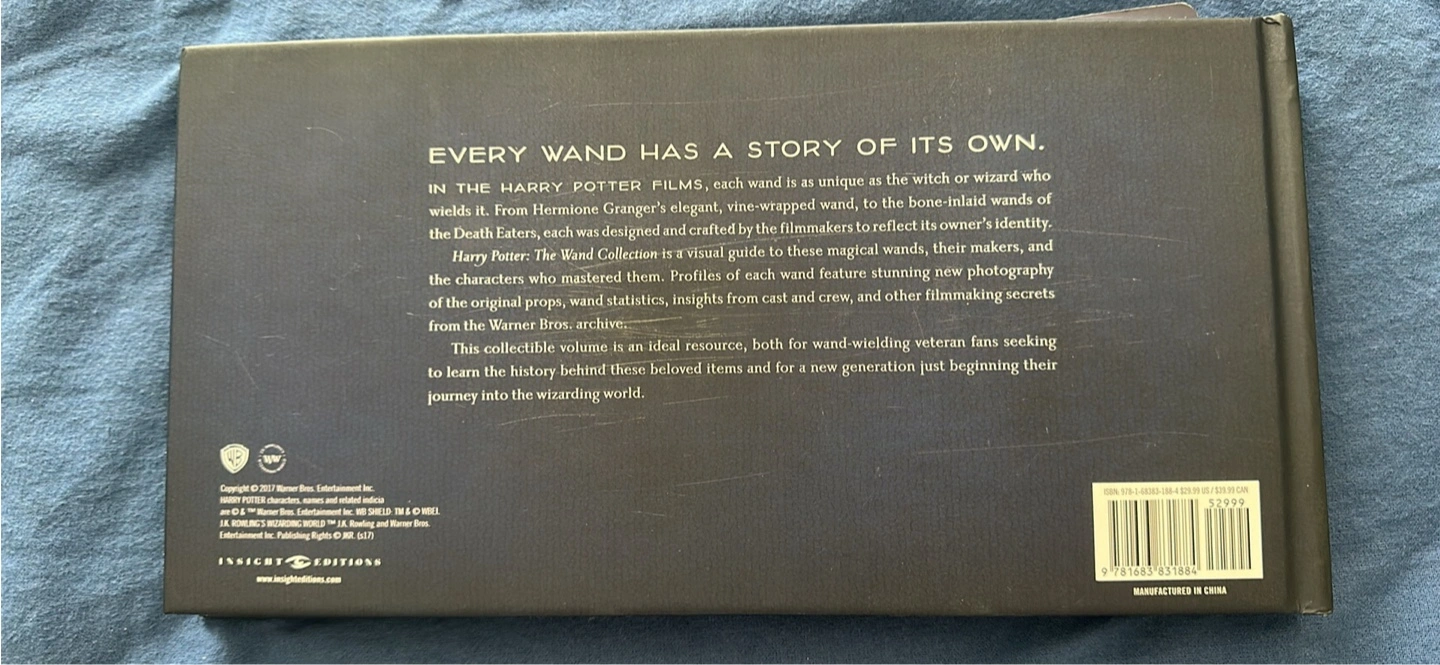 EVERY WAND HAS A STORY OF ITS OWN.
IN THE HARRY POTTER FILMS, each wand is as unique as the witch or wizard who
wields it. From Hermione Granger's elegant, vine-wrapped wand, to the bone-inlaid wands of
the Death Eaters, each was designed and crafted by the filmmakers to reflect its owner's identity.
Harry Potter: The Wand Collection is a visual guide to these magical wands, their makers, and
the characters who mastered them. Profiles of each wand feature stunning new photography
of the original props, wand statistics, insights from cast and crew, and other filmmaking secrets
from the Warner Bros. archive.
This collectible volume is an ideal resource, both for wand-wielding veteran fans seeking
to learn the history behind these beloved items and for a new generation just beginning their
journey into the wizarding world.
WB WW
Copyright © 2017 Warner Bros. Entertainment Inc.
HARRY POTTER characters, names and related indicia
are © & ™ Warner Bros. Entertainment Inc. WB SHIELD: TM & © WBEI.
J.K. ROWLING'S WIZARDING WORLD ™ J.K. Rowling and Warner Bros.
Entertainment Inc. Publishing Rights © JKR. (s17)
INSIGHT EDITIONS
www.insighteditions.com
ISBN: 978-1-68383-188-4 $29.99 US / $39.99 CAN
52999
9 781683 831884
MANUFACTURED IN CHINA